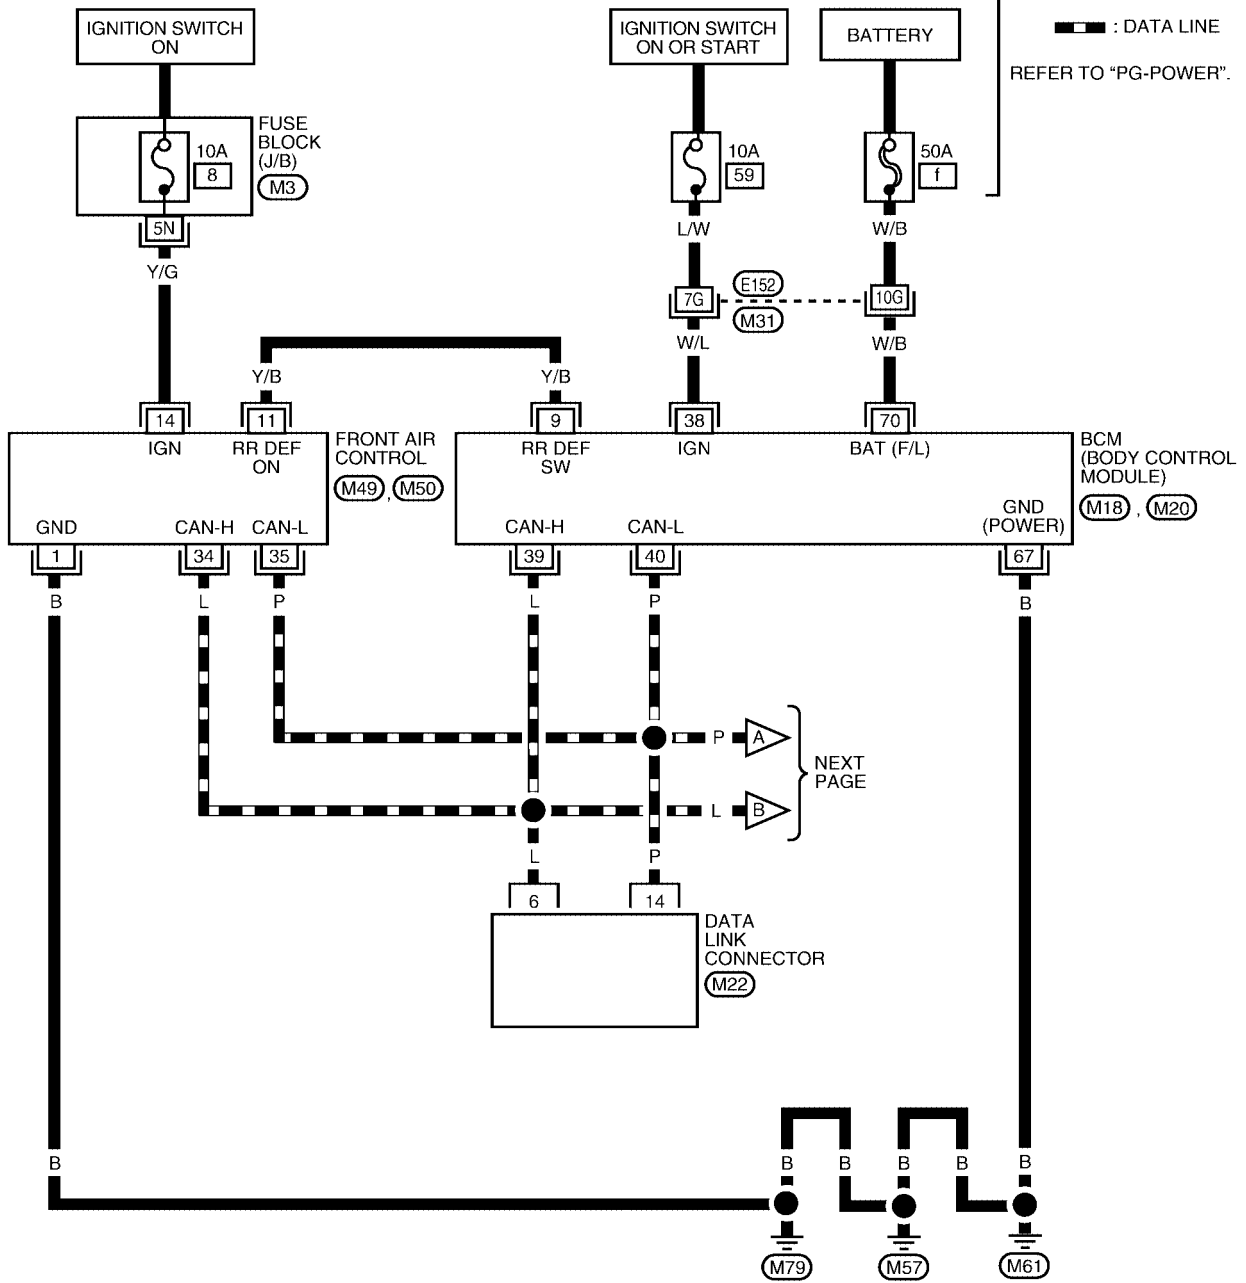 IGNITION SWITCH
ON
IGNITION SWITCH
ON OR START
BATTERY
: DATA LINE
REFER TO “PG-POWER”.
FUSE
BLOCK
(J/B)
M3
10A
8
10A
59
50A
f
5N
Y/G
L/W
W/B
7G
E152
M31
10G
W/L
W/B
Y/B
Y/B
14
11
9
38
70
IGN
RR DEF
ON
FRONT AIR
CONTROL
M49 , M50
RR DEF
SW
IGN
BAT (F/L)
BCM
(BODY CONTROL
MODULE)
M18 , M20
GND
CAN-H
CAN-L
CAN-H
CAN-L
GND
(POWER)
1
34
35
39
40
67
B
L
P
L
P
B
P
A
L
B
NEXT
PAGE
L
P
6
14
DATA
LINK
CONNECTOR
M22
B
B
B
B
B
B
M79
M57
M61